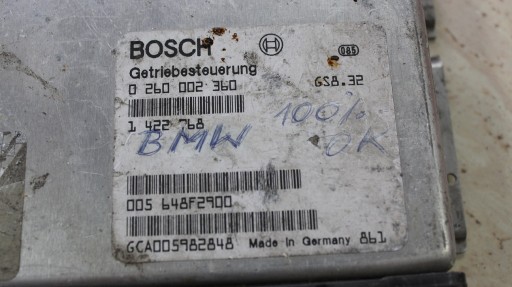 BOSCH 085
Getriebesteuerung
0 260 002 360 GS8.32
1 422 768
BMW 100% OK
005 648F2900
GCA005982848 Made in Germany 861